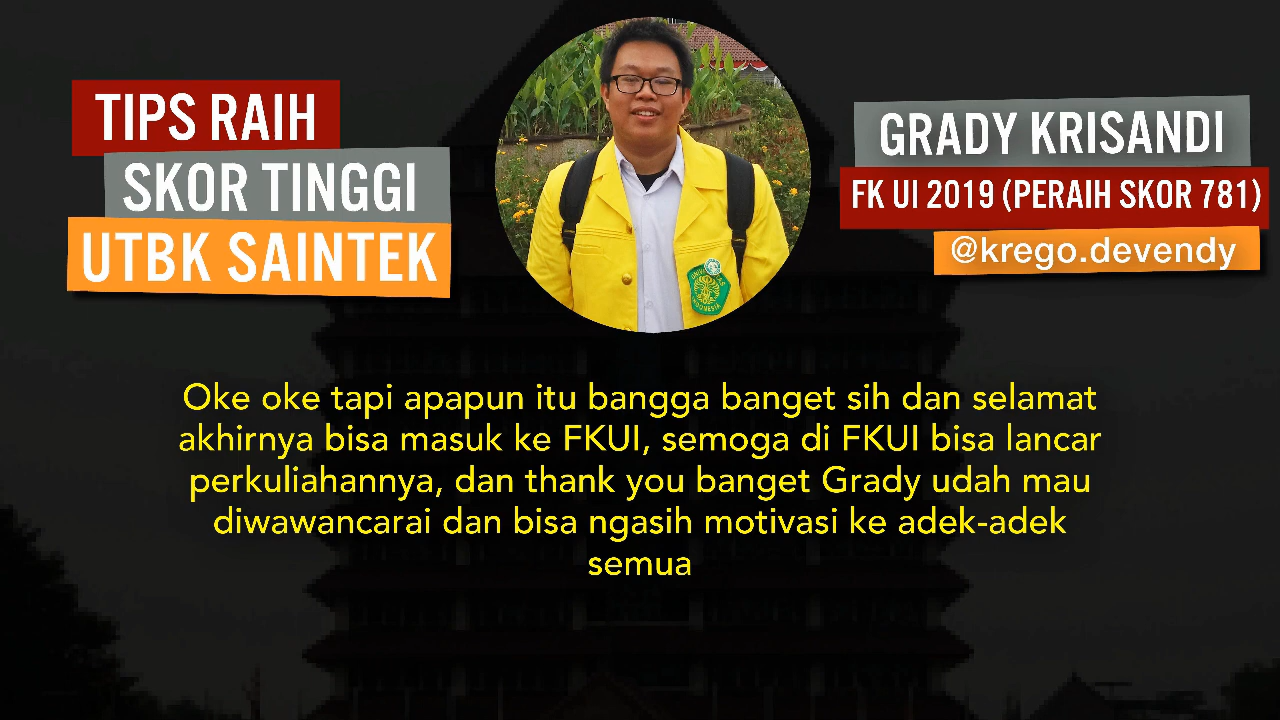 TIPS RAIH
SKOR TINGGI
UTBK SAINTEK
GRADY KRISANDI
FK UI 2019 (PERAIH SKOR 781)
@krego.devendy
UNIVERSITAS
INDONESIA
Oke oke tapi apapun itu bangga banget sih dan selamat
akhirnya bisa masuk ke FKUI, semoga di FKUI bisa lancar
perkuliahannya, dan thank you banget Grady udah mau
diwawancarai dan bisa ngasih motivasi ke adek-adek
semua